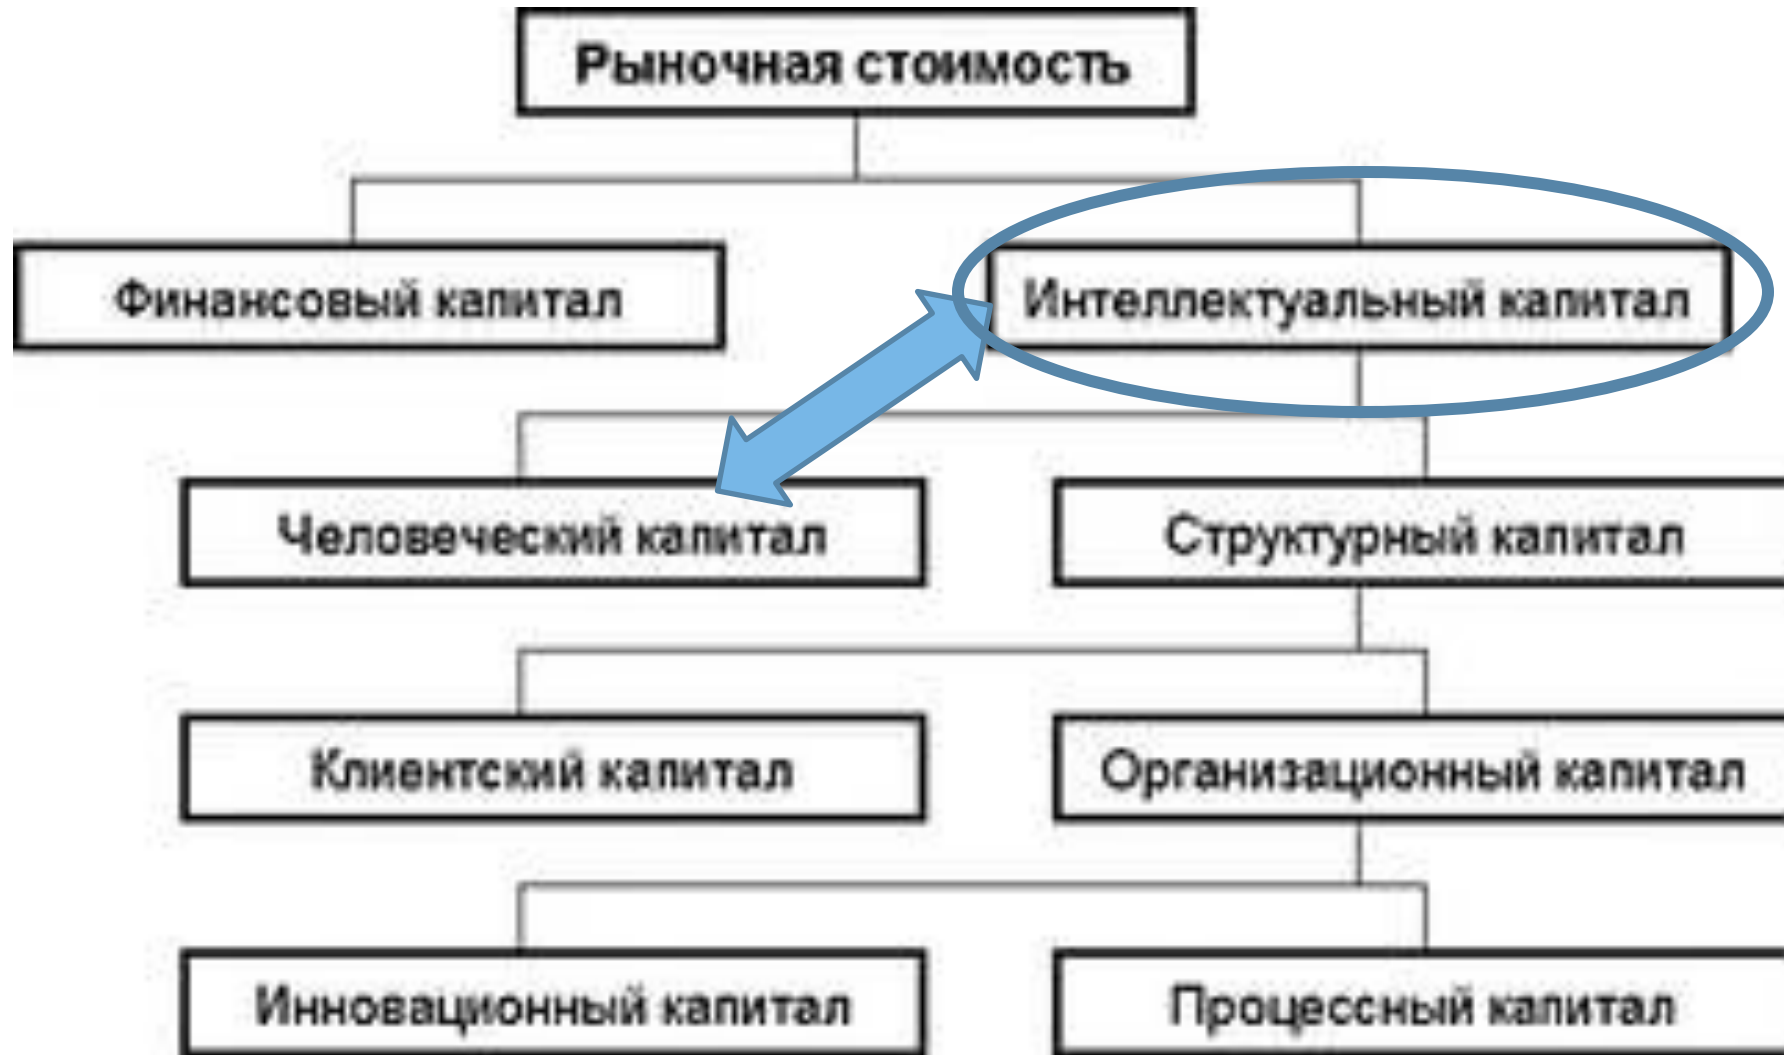 Рыночная стоимость
Финансовый капитал
Интеллектуальный капитал
Человеческий капитал
Структурный капитал
Клиентский капитал
Организационный капитал
Инновационный капитал
Процессный капитал